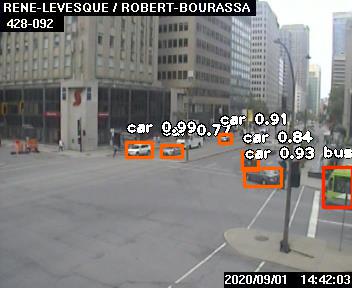 RENE-LEVESQUE / ROBERT-BOURASSA
428-092
car 0.91
car 0.99
car 0.77
car 0.84
car 0.93
bus
2020/09/01 14:42:03